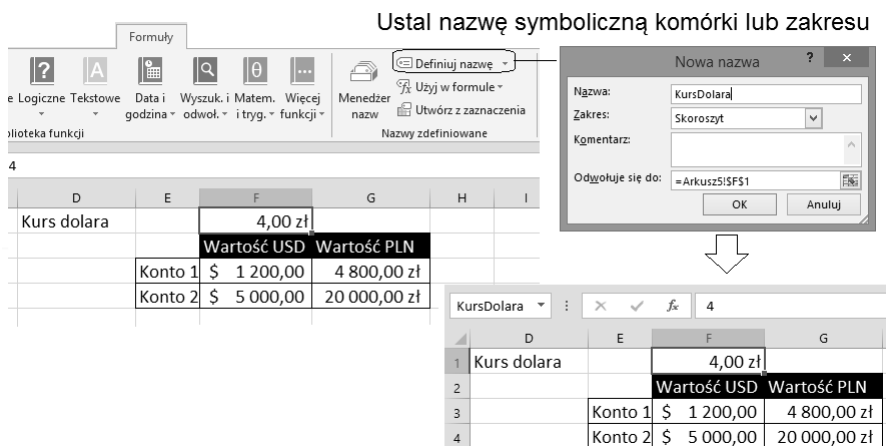 Ustal nazwę symboliczną komórki lub zakresu
Formuły
e Logiczne Tekstowe Data i godzina Wyszuk. i odwoł. Matem. i tryg. Więcej funkcji
blioteka funkcji
Menedżer nazw
Definiuj nazwę
Użyj w formule
Utwórz z zaznaczenia
Nazwy zdefiniowane
4
D E F G H I
Kurs dolara 4,00 zł
Wartość USD Wartość PLN
Konto 1 $ 1 200,00 4 800,00 zł
Konto 2 $ 5 000,00 20 000,00 zł
Nowa nazwa ? ×
Nazwa: KursDolara
Zakres: Skoroszyt
Komentarz:
Odwołuje się do: =Arkusz5!$F$1
OK Anuluj
KursDolara fx 4
D E F G
1 Kurs dolara 4,00 zł
2 Wartość USD Wartość PLN
3 Konto 1 $ 1 200,00 4 800,00 zł
4 Konto 2 $ 5 000,00 20 000,00 zł